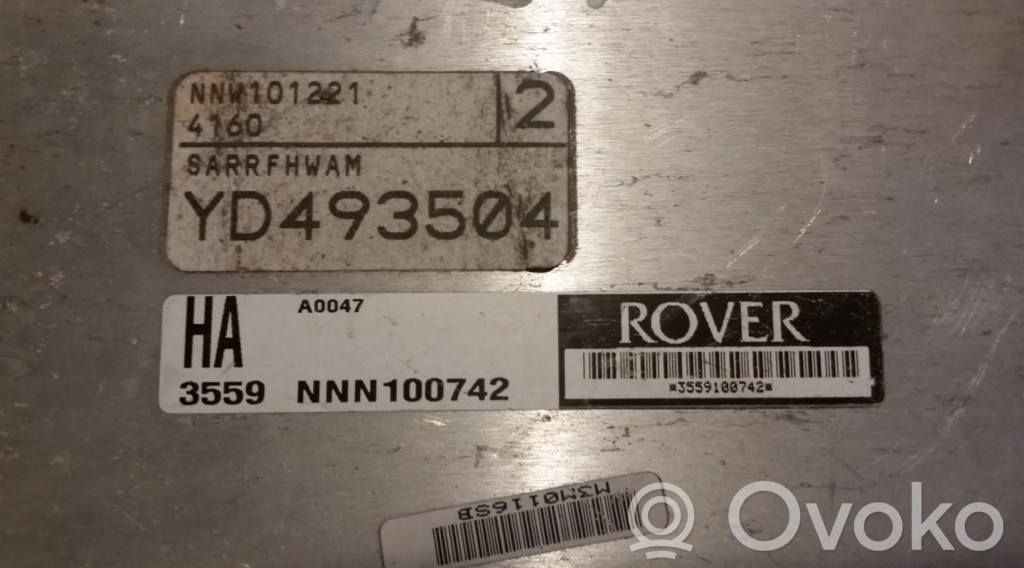 NNW101221
4160
2
SARRFHWAM
YD493504
HA
A0047
ROVER
3559 NNN100742
*3559100742*
M3M0116SB
Ovoko